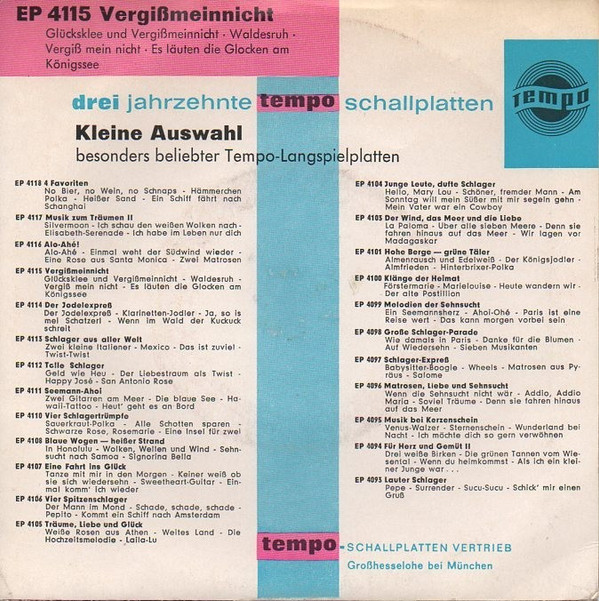 EP 4115 Vergißmeinnicht
Glücksklee und Vergißmeinnicht · Waldesruh ·
Vergiß mein nicht · Es läuten die Glocken am
Königssee
drei jahrzehnte tempo schallplatten
TEMPO
Kleine Auswahl
besonders beliebter Tempo-Langspielplatten
EP 4118 4 Favoriten
No Bier, no Wein, no Schnaps - Hämmerchen
Polka - Heißer Sand - Ein Schiff fährt nach
Schanghai
EP 4117 Musik zum Träumen II
Silvermoon - Ich schau den weißen Wolken nach -
Elisabeth-Serenade - Ich habe im Leben nur dich
EP 4116 Alo-Ahé!
Alo-Ahé - Einmal weht der Südwind wieder -
Eine Rose aus Santa Monica - Zwei Matrosen
EP 4115 Vergißmeinnicht
Glücksklee und Vergißmeinnicht - Waldesruh -
Vergiß mein nicht - Es läuten die Glocken am
Königssee
EP 4114 Der Jodelexpreß
Der Jodelexpreß - Klarinetten-Jodler - Ja, so is
mei Schatzerl - Wenn im Wald der Kuckuck
schreit
EP 4113 Schlager aus aller Welt
Zwei kleine Italiener - Mexico - Das ist zuviel -
Twist-Twist
EP 4112 Tolle Schlager
Geld wie Heu - Der Liebestraum als Twist -
Happy José - San Antonio Rose
EP 4111 Seemann-Ahoi
Zwei Gitarren am Meer - Die blaue See - Ha-
waii-Tattoo - Heut' geht es an Bord
EP 4110 Vier Schlagertrümpfe
Sauerkraut-Polka - Alle Schotten sparen -
Schwarze Rose, Rosemarie - Eine Insel für zwei
EP 4108 Blaue Wogen — heißer Strand
In Honolulu - Wolken, Wellen und Wind - Sehn-
sucht nach Samoa - Signorina Bella
EP 4107 Eine Fahrt ins Glück
Tanze mit mir in den Morgen - Keiner weiß ob
sie sich wiedersehn - Sweetheart-Guitar - Ein-
mal komm' ich wieder
EP 4106 Vier Spitzenschlager
Der Mann im Mond - Schade, schade, schade -
Pepito - Kommt ein Schiff nach Amsterdam
EP 4105 Träume, Liebe und Glück
Weiße Rosen aus Athen - Weites Land - Die
Hochzeitsmelodie - Laila-Lu
EP 4104 Junge Leute, dufte Schlager
Hello, Mary Lou - Schöner, fremder Mann - Am
Sonntag will mein Süßer mit mir segeln gehn -
Mein Vater war ein Cowboy
EP 4103 Der Wind, das Meer und die Liebe
La Paloma - Über alle sieben Meere - Denn sie
fahren hinaus auf das Meer - Wir lagen vor
Madagaskar
EP 4101 Hohe Berge — grüne Täler
Almenrausch und Edelweiß - Der Königsjodler -
Almfrieden - Hinterbrixer-Polka
EP 4100 Klänge der Heimat
Förstermarie - Marielouise - Heute wandern wir -
Der alte Postillion
EP 4099 Melodien der Sehnsucht
Ein Seemannsherz - Ahoi-Ohé - Paris ist eine
Reise wert - Das kann morgen vorbei sein
EP 4098 Große Schlager-Parade
Wie damals in Paris - Danke für die Blumen -
Auf Wiedersehn - Sieben Musikanten
EP 4097 Schlager-Expreß
Babysitter-Boogie - Wheels - Matrosen aus Py-
räus - Salome
EP 4096 Matrosen, Liebe und Sehnsucht
Wenn die Sehnsucht nicht wär - Addio, Addio
Maria - Soviel Träume - Denn sie fahren hinaus
auf das Meer
EP 4095 Musik bei Kerzenschein
Venus-Walzer - Sternenschein - Wunderland bei
Nacht - Ich möchte dich so gern verwöhnen
EP 4094 Für Herz und Gemüt II
Drei weiße Birken - Die grünen Tannen vom Wie-
sental - Wenn du heimkommst - Als ich ein klei-
ner Junge war . . .
EP 4093 Lauter Schlager
Pepe - Surrender - Sucu-Sucu - Schick' mir einen
Gruß
tempo-SCHALLPLATTEN VERTRIEB
Großhesselohe bei München